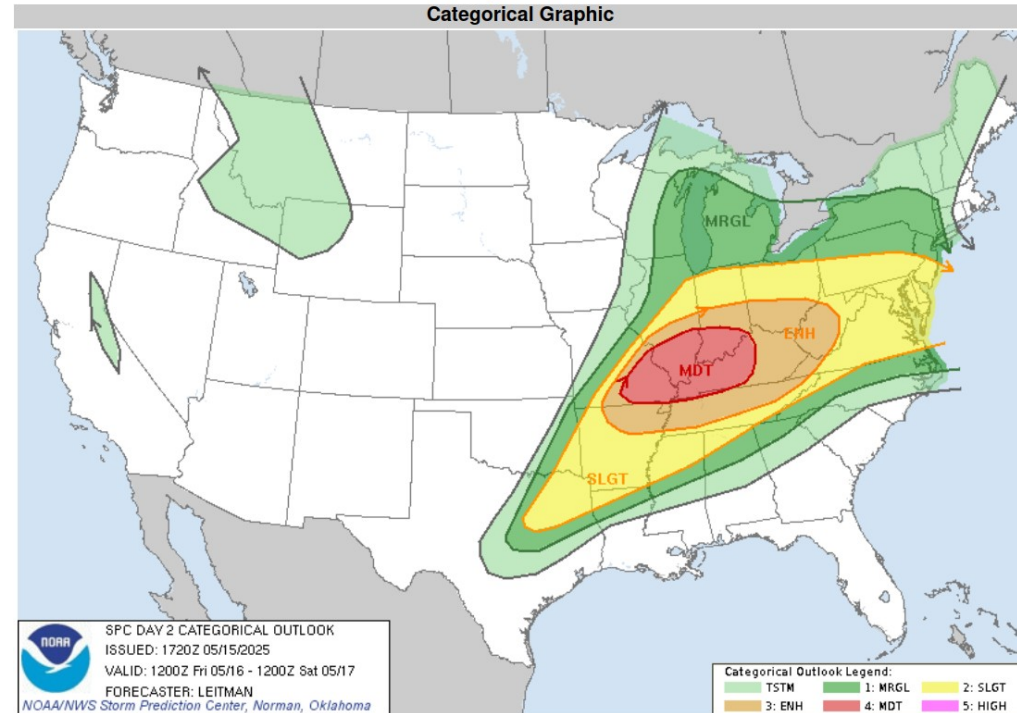 Categorical Graphic
MRGL
ENH
MDT
SLGT
NOAA
SPC DAY 2 CATEGORICAL OUTLOOK
ISSUED: 1720Z 05/15/2025
VALID: 1200Z Fri 05/16 - 1200Z Sat 05/17
FORECASTER: LEITMAN
NOAA/NWS Storm Prediction Center, Norman, Oklahoma
Categorical Outlook Legend:
TSTM 1: MRGL 2: SLGT
3: ENH 4: MDT 5: HIGH